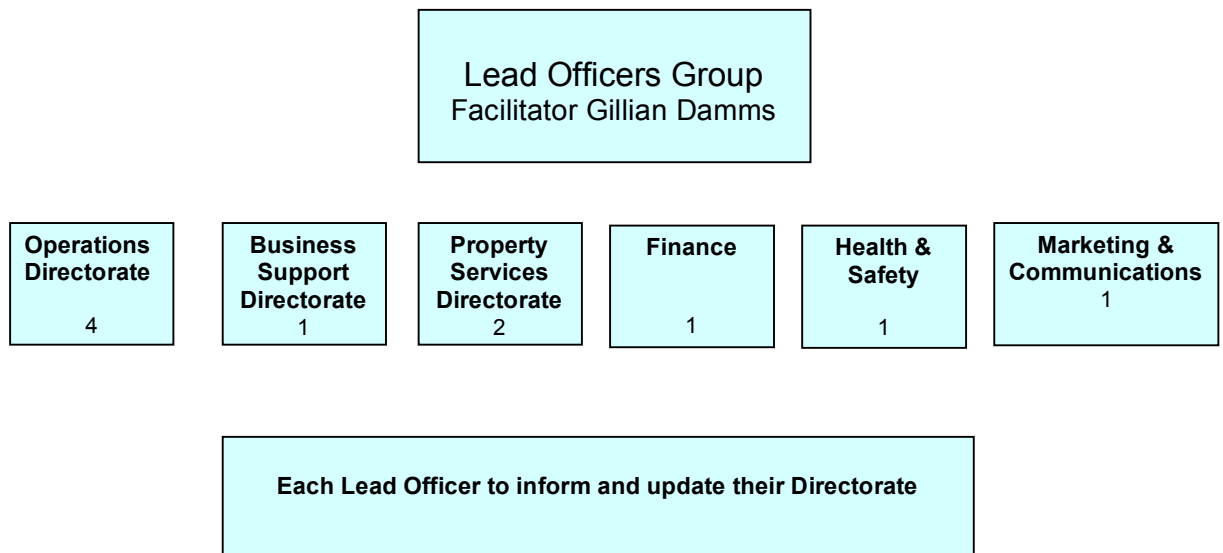 Lead Officers Group
Facilitator Gillian Damms
Operations
Directorate
4
Business
Support
Directorate
1
Property
Services
Directorate
2
Finance
1
Health &
Safety
1
Marketing &
Communications
1
Each Lead Officer to inform and update their Directorate